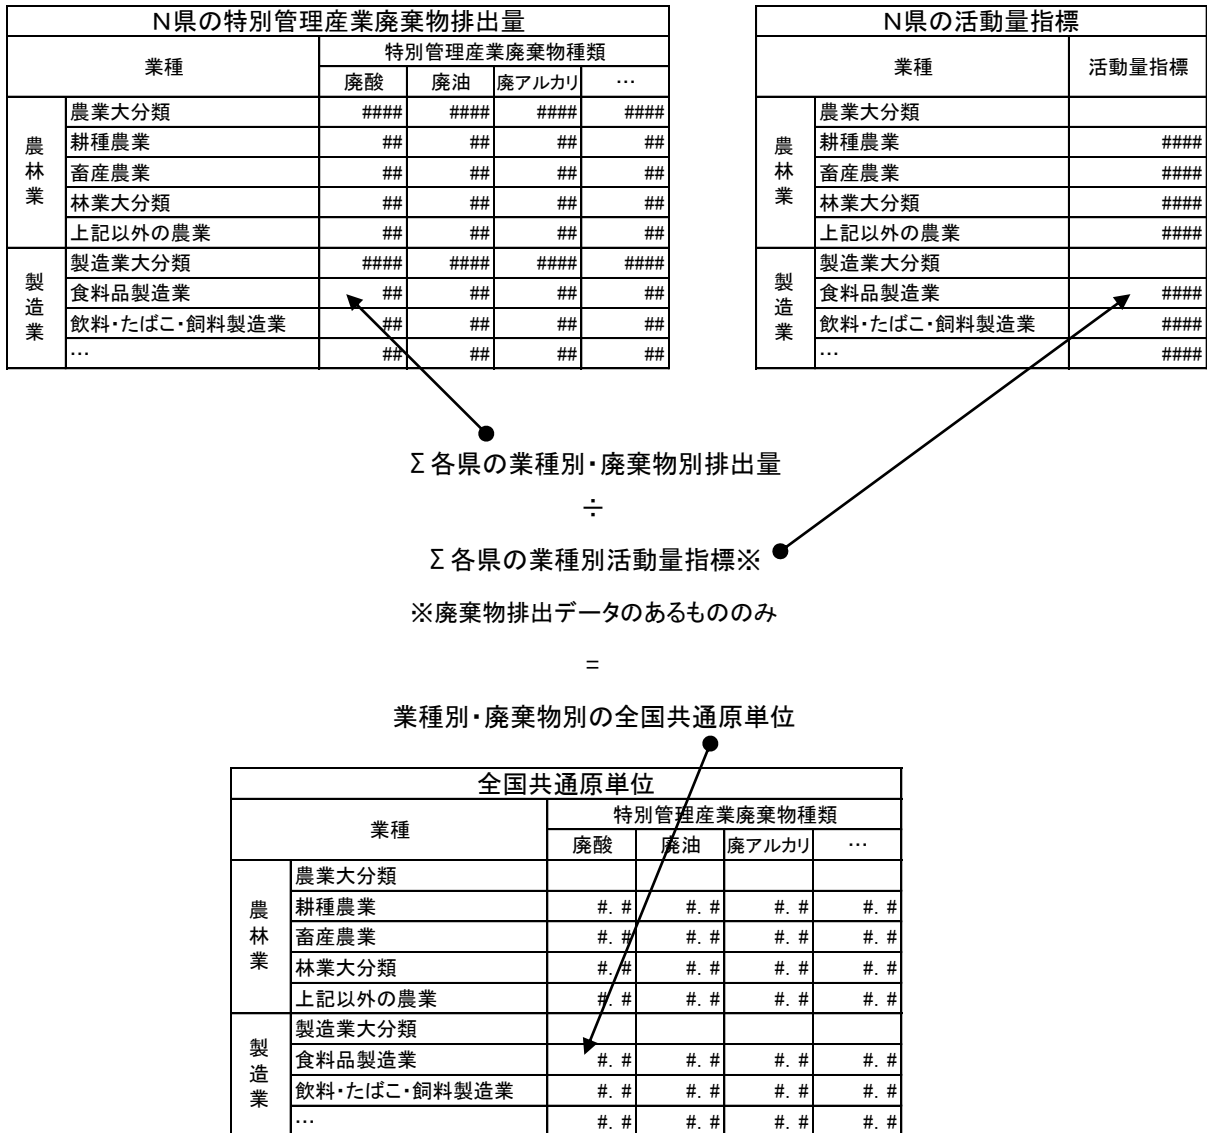 N県の特別管理産業廃棄物排出量
業種 特別管理産業廃棄物種類
廃酸 廃油 廃アルカリ …
農林業
農業大分類 #### #### #### ####
耕種農業 ## ## ## ##
畜産農業 ## ## ## ##
林業大分類 ## ## ## ##
上記以外の農業 ## ## ## ##
製造業
製造業大分類 #### #### #### ####
食料品製造業 ## ## ## ##
飲料・たばこ・飼料製造業 ## ## ## ##
… ## ## ## ##
N県の活動量指標
業種 活動量指標
農林業
農業大分類
耕種農業 ####
畜産農業 ####
林業大分類 ####
上記以外の農業 ####
製造業
製造業大分類
食料品製造業 ####
飲料・たばこ・飼料製造業 ####
… ####
Σ各県の業種別・廃棄物別排出量
÷
Σ各県の業種別活動量指標※
※廃棄物排出データのあるもののみ
=
業種別・廃棄物別の全国共通原単位
全国共通原単位
業種 特別管理産業廃棄物種類
廃酸 廃油 廃アルカリ …
農林業
農業大分類
耕種農業 #. # #. # #. # #. #
畜産農業 #. # #. # #. # #. #
林業大分類 #. # #. # #. # #. #
上記以外の農業 #. # #. # #. # #. #
製造業
製造業大分類
食料品製造業 #. # #. # #. # #. #
飲料・たばこ・飼料製造業 #. # #. # #. # #. #
… #. # #. # #. # #. #